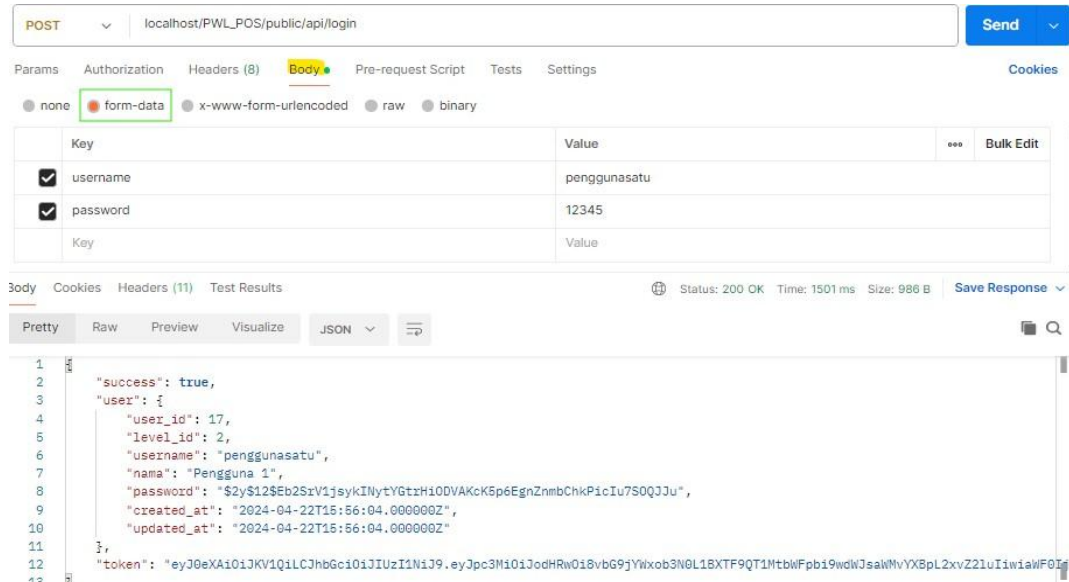 POST localhost/PWL_POS/public/api/login Send
Params Authorization Headers (8) Body Pre-request Script Tests Settings Cookies
none form-data x-www-form-urlencoded raw binary
Key Value ooo Bulk Edit
username penggunasatu
password 12345
Key Value
Body Cookies Headers (11) Test Results Status: 200 OK Time: 1501 ms Size: 986 B Save Response
Pretty Raw Preview Visualize JSON
1 {
2 "success": true,
3 "user": {
4 "user_id": 17,
5 "level_id": 2,
6 "username": "penggunasatu",
7 "nama": "Pengguna 1",
8 "password": "$2y$12$Eb2SrV1jsykINytYGtrHiODVAKcK5p6EgnZnmbChkPicIu7SOQJJu",
9 "created_at": "2024-04-22T15:56:04.000000Z",
10 "updated_at": "2024-04-22T15:56:04.000000Z"
11 },
12 "token":
13 }